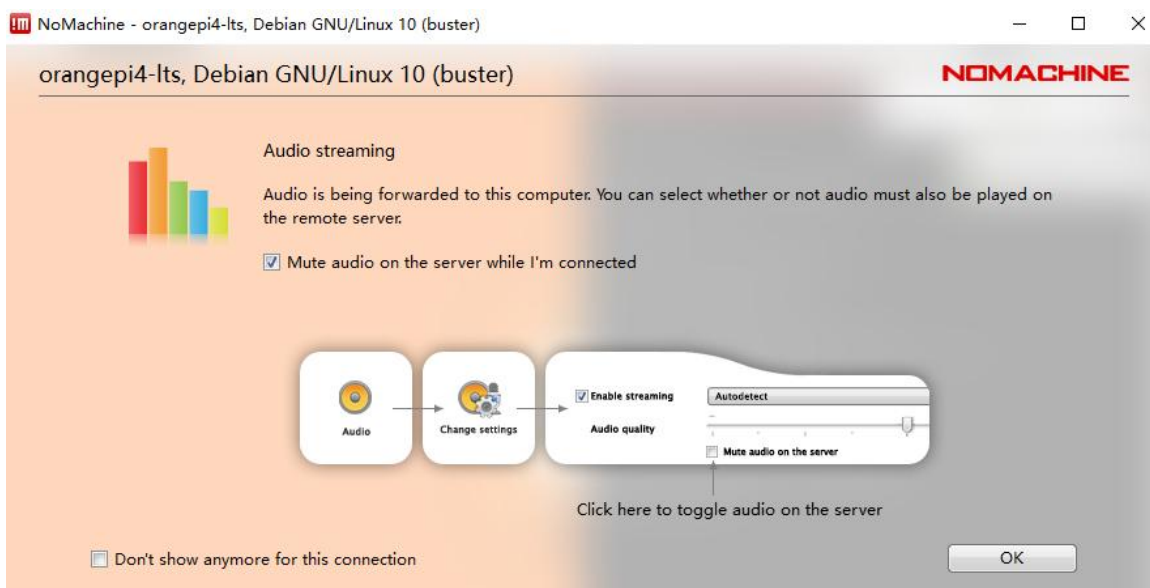 NoMachine - orangepi4-lts, Debian GNU/Linux 10 (buster)
orangepi4-lts, Debian GNU/Linux 10 (buster)
NOMACHINE
Audio streaming
Audio is being forwarded to this computer. You can select whether or not audio must also be played on
the remote server.
Mute audio on the server while I'm connected
Audio
Change settings
Enable streaming
Autodetect
Audio quality
Mute audio on the server
Click here to toggle audio on the server
Don't show anymore for this connection
OK